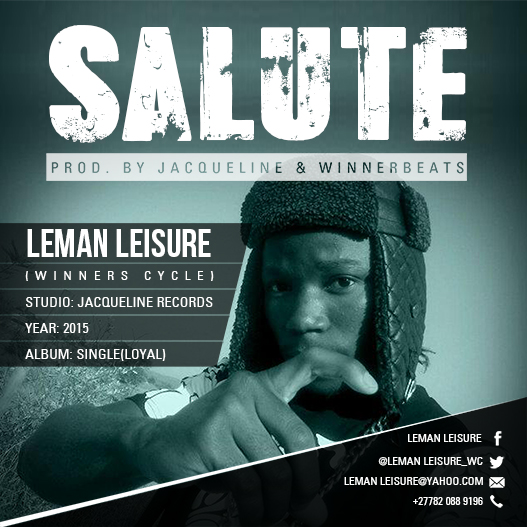 SALUTE
PROD. BY JACQUELINE & WINNERBEATS
LEMAN LEISURE
(WINNERS CYCLE)
STUDIO: JACQUELINE RECORDS
YEAR: 2015
ALBUM: SINGLE(LOYAL)
LEMAN LEISURE
@LEMAN LEISURE_WC
LEMAN LEISURE@YAHOO.COM
+27782 088 9196